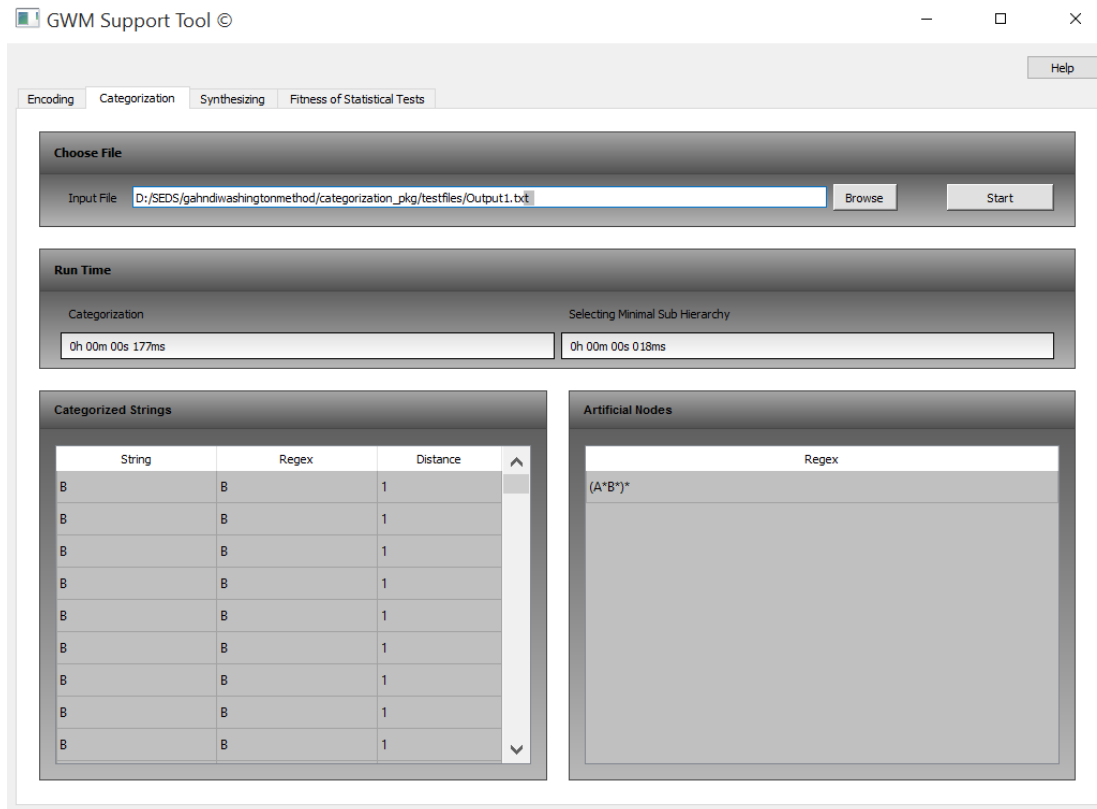 GWM Support Tool ©
Help
Encoding Categorization Synthesizing Fitness of Statistical Tests
Choose File
Input File D:/SEDS/gahndiwashingtonmethod/categorization_pkg/testfiles/Output1.txt Browse Start
Run Time
Categorization Selecting Minimal Sub Hierarchy
0h 00m 00s 177ms 0h 00m 00s 018ms
Categorized Strings Artificial Nodes
String Regex Distance Regex
B B 1 (A*B*)*
B B 1
B B 1
B B 1
B B 1
B B 1
B B 1
B B 1
B B 1